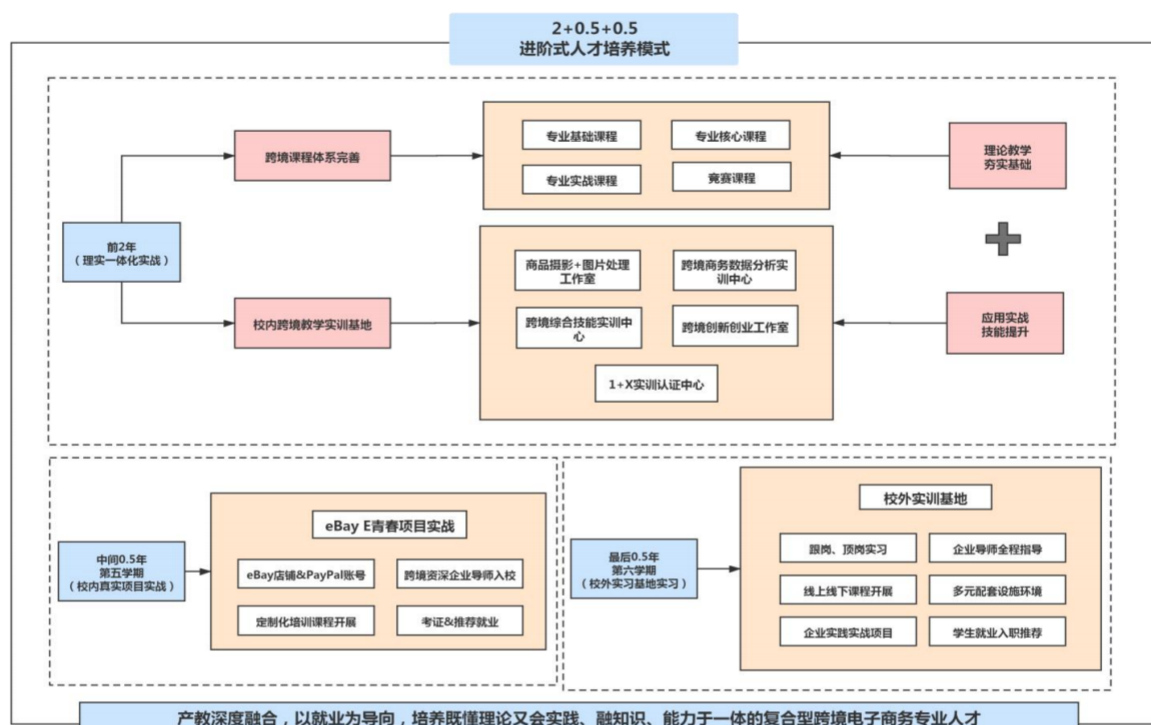 2+0.5+0.5
进阶式人才培养模式
专业基础课程
专业核心课程
跨境课程体系完善
理论教学
夯实基础
专业实战课程
竞赛课程
前2年
（理实一体化实战）
商品摄影+图片处理
工作室
跨境商务数据分析实
训中心
校内跨境教学实训基地
跨境综合技能实训中
心
跨境创新创业工作室
应用实战
技能提升
1+X实训认证中心
eBay E青春项目实战
中间0.5年
第五学期
（校内真实项目实战）
eBay店铺&PayPal账号
跨境资深企业导师入校
定制化培训课程开展
考证&推荐就业
校外实训基地
最后0.5年
第六学期
（校外实习基地实习）
跟岗、顶岗实习
企业导师全程指导
线上线下课程开展
多元配套设施环境
企业实践实战项目
学生就业入职推荐
产教深度融合，以就业为导向，培养既懂理论又会实践、融知识、能力于一体的复合型跨境电子商务专业人才